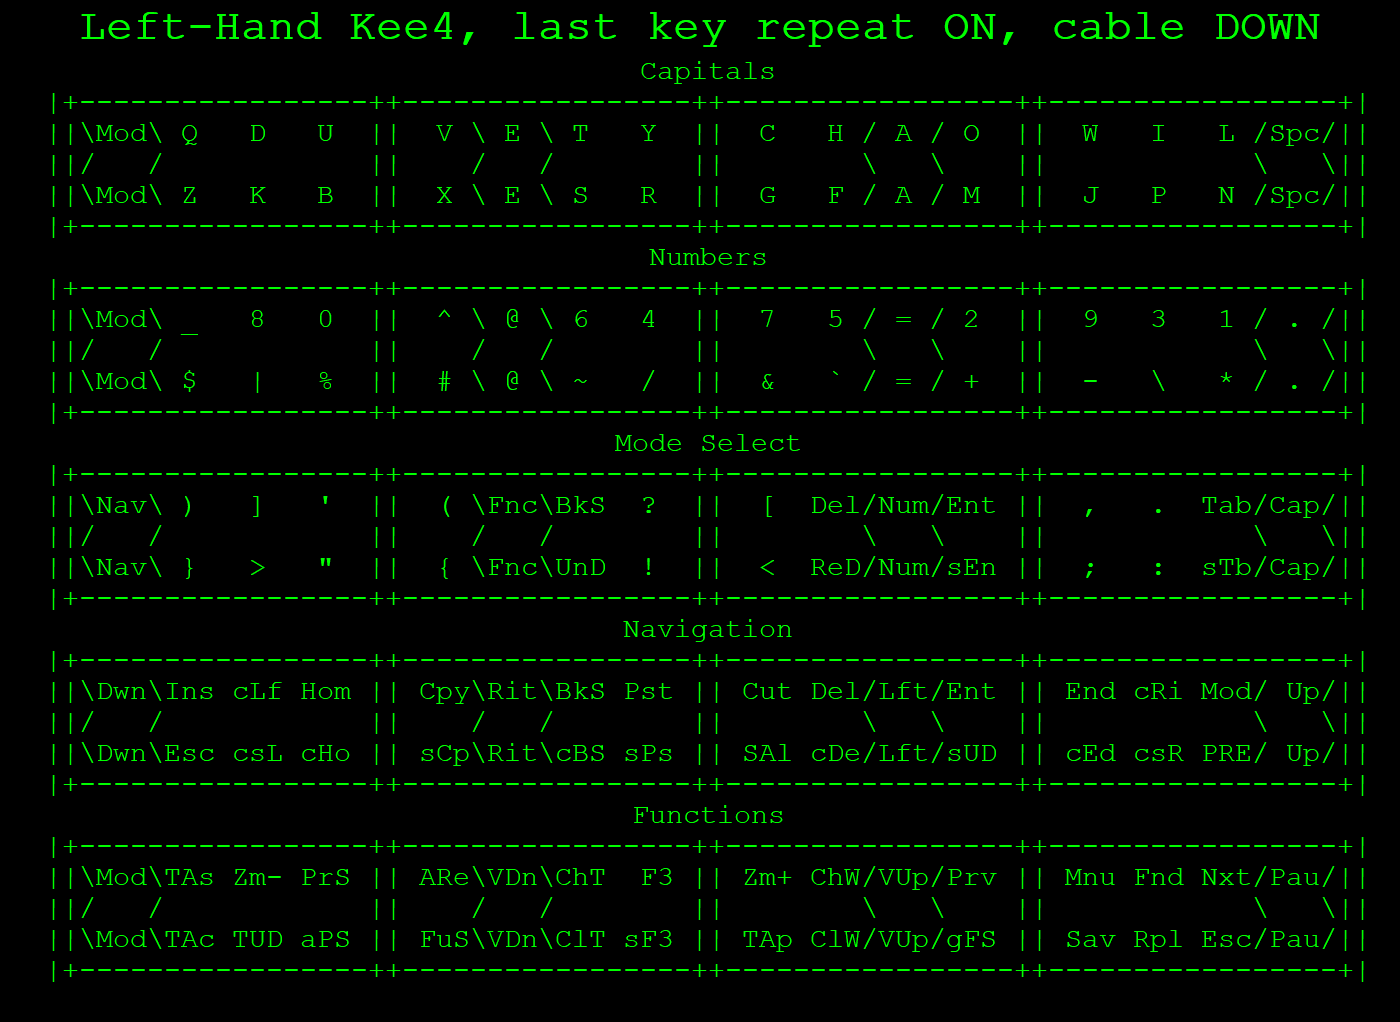 Left-Hand Kee4, last key repeat ON, cable DOWN
Capitals
|+-----------------++-----------------++-----------------++-----------------+|
||\Mod\ Q   D   U  ||  V \ E \ T   Y  ||  C   H / A / O  ||  W   I   L /Spc/||
||/   /            ||    /   /        ||        \   \    ||            \   \||
||\Mod\ Z   K   B  ||  X \ E \ S   R  ||  G   F / A / M  ||  J   P   N /Spc/||
|+-----------------++-----------------++-----------------++-----------------+|
Numbers
|+-----------------++-----------------++-----------------++-----------------+|
||\Mod\ _   8   0  ||  ^ \ @ \ 6   4  ||  7   5 / = / 2  ||  9   3   1 / . /||
||/   /            ||    /   /        ||        \   \    ||            \   \||
||\Mod\ $   |   %  ||  # \ @ \ ~   /  ||  &   ` / = / +  ||  -   \   * / . /||
|+-----------------++-----------------++-----------------++-----------------+|
Mode Select
|+-----------------++-----------------++-----------------++-----------------+|
||\Nav\ )   ]   '  ||  ( \Fnc\BkS  ?  ||  [  Del/Num/Ent ||  ,   .  Tab/Cap/||
||/   /            ||    /   /        ||        \   \    ||            \   \||
||\Nav\ }   >   "  ||  { \Fnc\UnD  !  ||  <  ReD/Num/sEn ||  ;   :  sTb/Cap/||
|+-----------------++-----------------++-----------------++-----------------+|
Navigation
|+-----------------++-----------------++-----------------++-----------------+|
||\Dwn\Ins cLf Hom || Cpy\Rit\BkS Pst || Cut Del/Lft/Ent || End cRi Mod/ Up/||
||/   /            ||    /   /        ||        \   \    ||            \   \||
||\Dwn\Esc csL cHo || sCp\Rit\cBS sPs || SAl cDe/Lft/sUD || cEd csR PRE/ Up/||
|+-----------------++-----------------++-----------------++-----------------+|
Functions
|+-----------------++-----------------++-----------------++-----------------+|
||\Mod\TAs Zm- PrS || ARe\VDn\ChT  F3 || Zm+ ChW/VUp/Prv || Mnu Fnd Nxt/Pau/||
||/   /            ||    /   /        ||        \   \    ||            \   \||
||\Mod\TAc TUD aPS || FuS\VDn\ClT sF3 || TAp ClW/VUp/gFS || Sav Rpl Esc/Pau/||
|+-----------------++-----------------++-----------------++-----------------+|